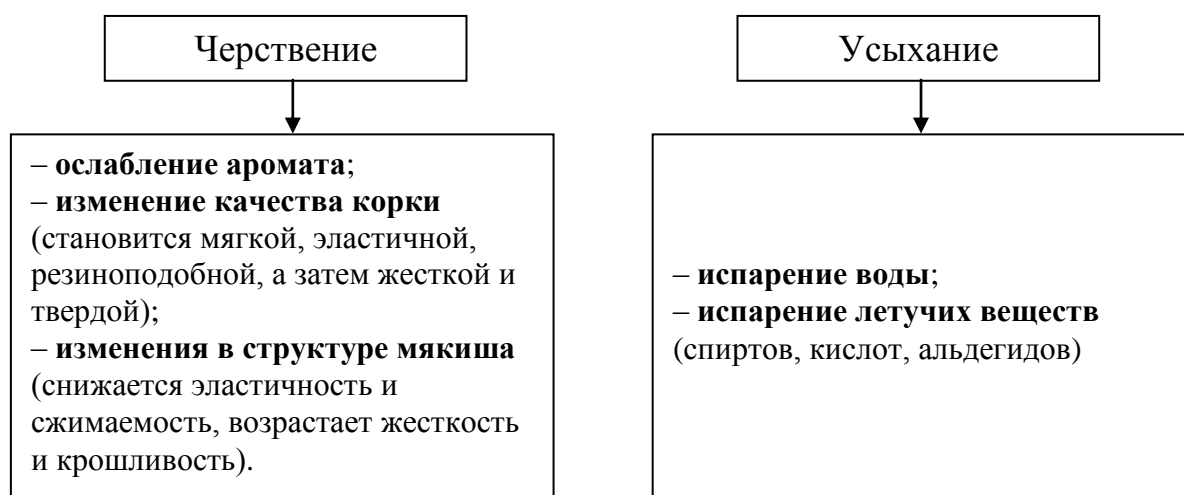 Черствение
– ослабление аромата;
– изменение качества корки
(становится мягкой, эластичной,
резиноподобной, а затем жесткой и
твердой);
– изменения в структуре мякиша
(снижается эластичность и
сжимаемость, возрастает жесткость
и крошливость).
Усыхание
– испарение воды;
– испарение летучих веществ
(спиртов, кислот, альдегидов)